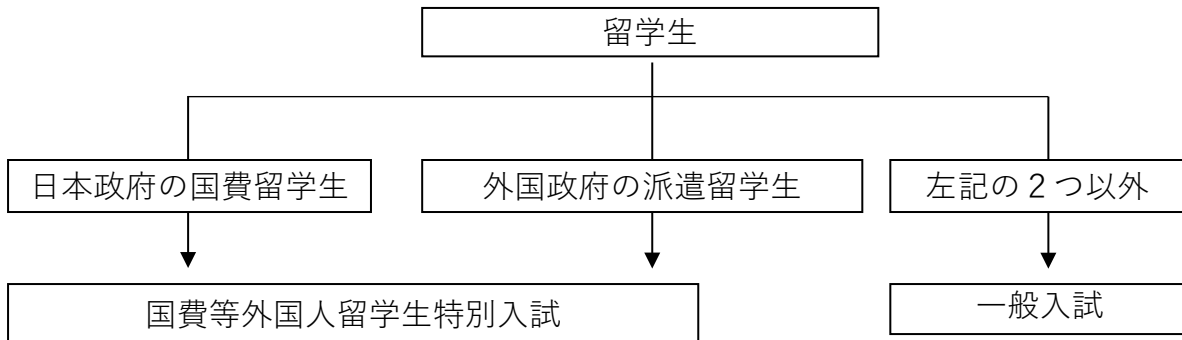 留学生
日本政府の国費留学生
外国政府の派遣留学生
左記の２つ以外
国費等外国人留学生特別入試
一般入試